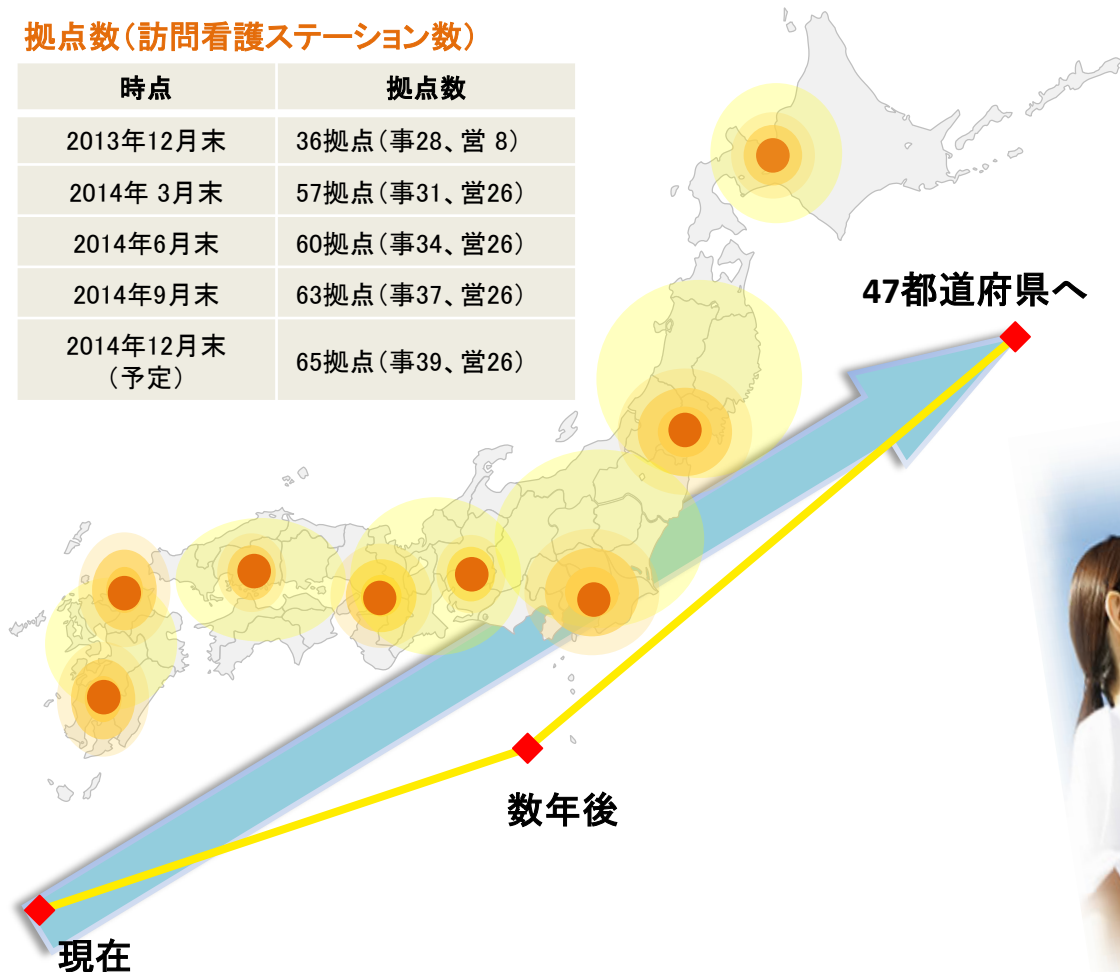 拠点数(訪問看護ステーション数)
時点 拠点数
2013年12月末 36拠点(事28、営 8)
2014年 3月末 57拠点(事31、営26)
2014年6月末 60拠点(事34、営26)
2014年9月末 63拠点(事37、営26)
2014年12月末
(予定) 65拠点(事39、営26)
47都道府県へ
数年後
現在